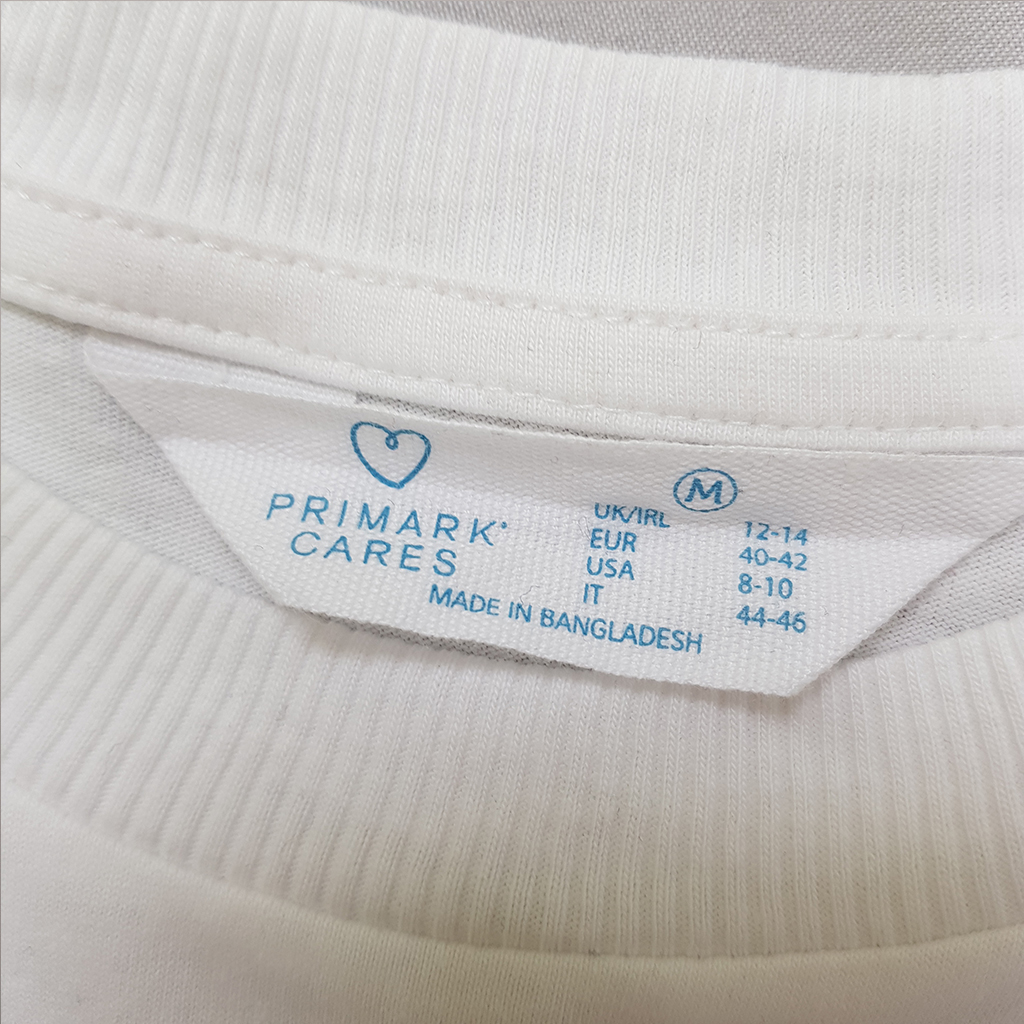 PRIMARK
CARES
M
UK/IRL 12-14
EUR 40-42
USA 8-10
IT 44-46
MADE IN BANGLADESH